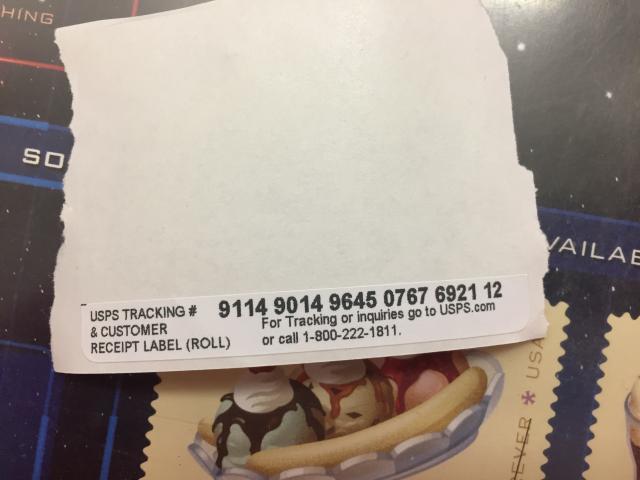 HING
SO
VAILAB
USPS TRACKING #
& CUSTOMER
RECEIPT LABEL (ROLL)
9114 9014 9645 0767 6921 12
For Tracking or inquiries go to USPS.com
or call 1-800-222-1811.
EVER * USA